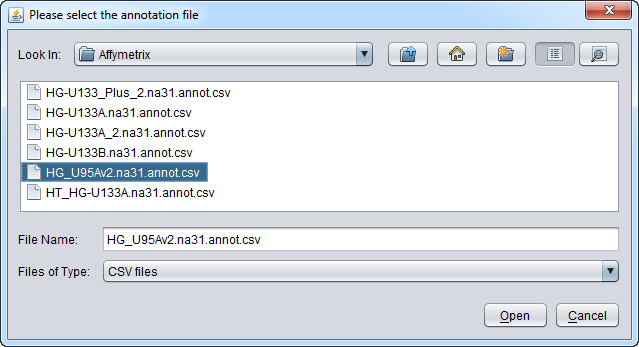 Please select the annotation file
Look In: Affymetrix
HG-U133_Plus_2.na31.annot.csv
HG-U133A.na31.annot.csv
HG-U133A_2.na31.annot.csv
HG-U133B.na31.annot.csv
HG_U95Av2.na31.annot.csv
HT_HG-U133A.na31.annot.csv
File Name: HG_U95Av2.na31.annot.csv
Files of Type: CSV files
Open Cancel